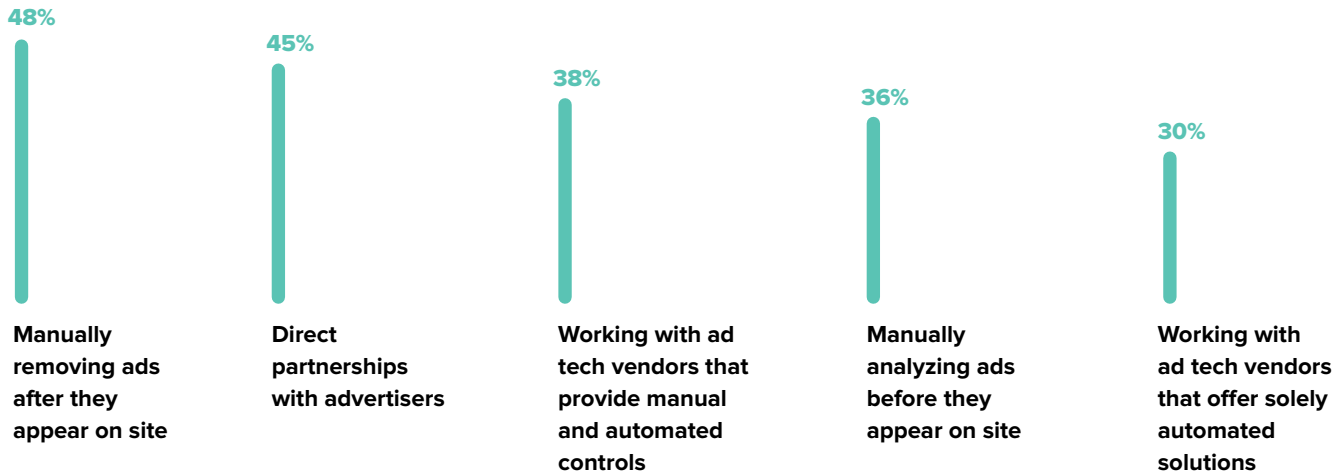 48%
45%
38%
36%
30%
Manually
removing ads
after they
appear on site
Direct
partnerships
with advertisers
Working with ad
tech vendors that
provide manual
and automated
controls
Manually
analyzing ads
before they
appear on site
Working with
ad tech vendors
that offer solely
automated
solutions